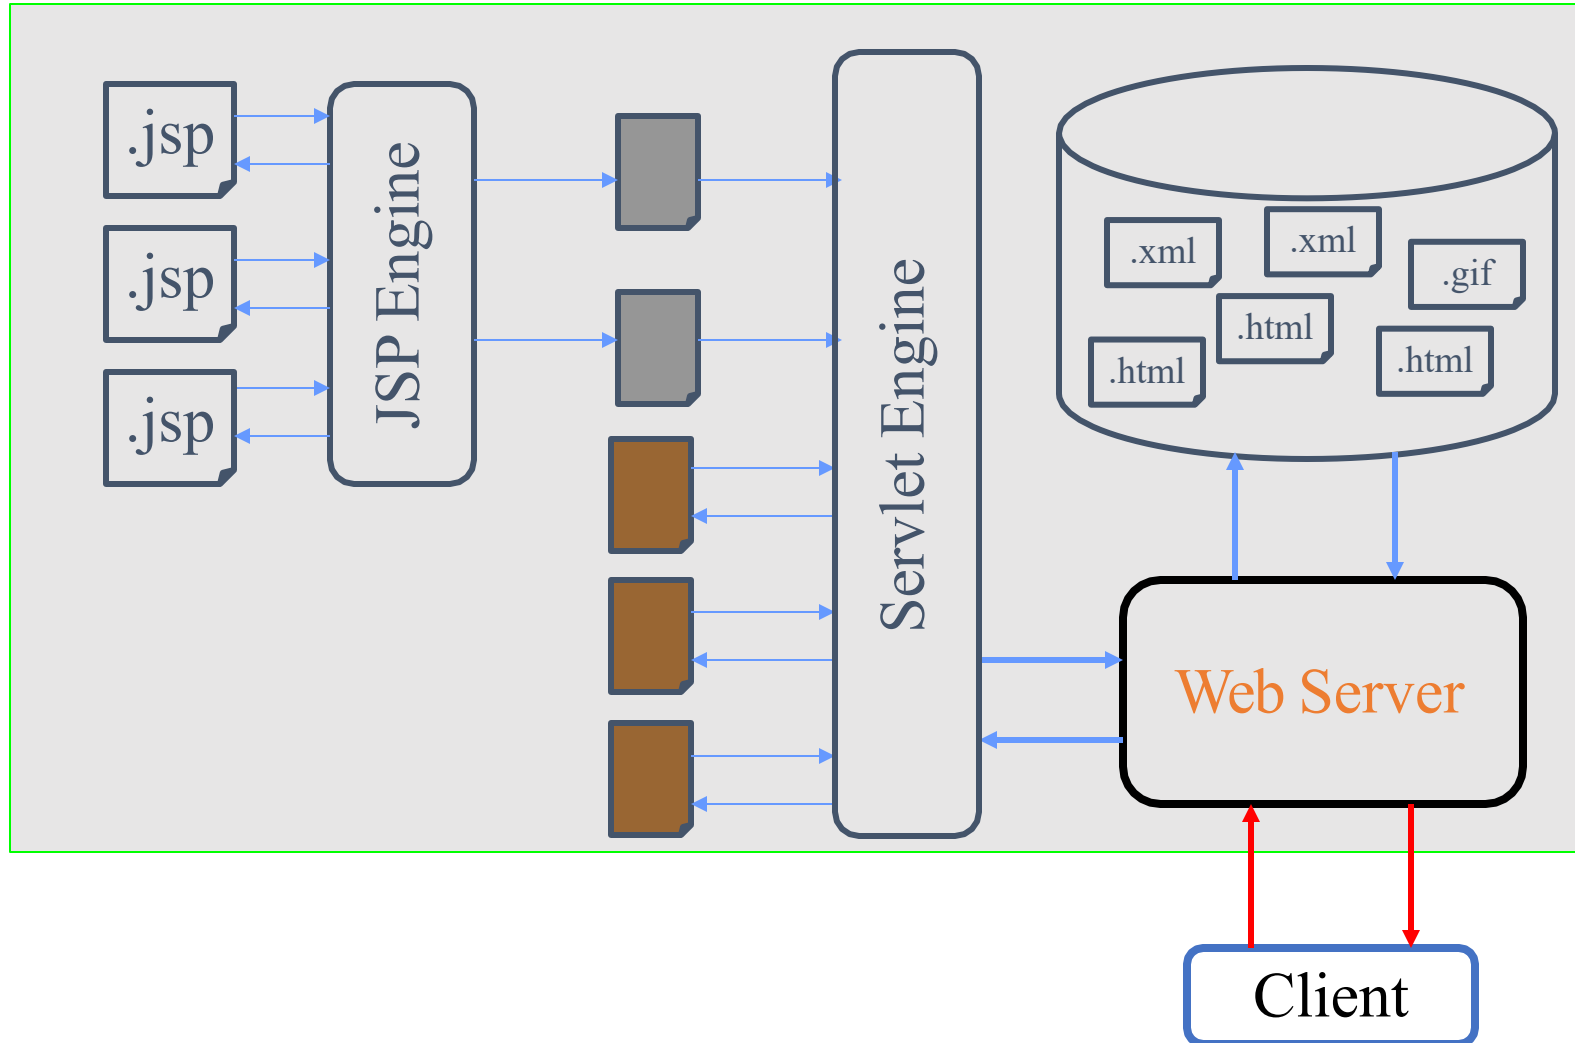 .jsp
.jsp
.jsp
JSP Engine
Servlet Engine
.xml
.xml
.gif
.html
.html
.html
Web Server
Client